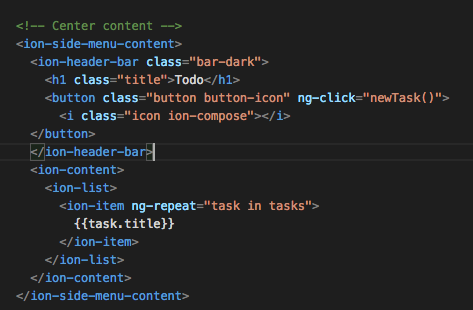 <!-- Center content -->
<ion-side-menu-content>
  <ion-header-bar class="bar-dark">
    <h1 class="title">Todo</h1>
    <button class="button button-icon" ng-click="newTask()">
      <i class="icon ion-compose"></i>
  </button>
  </ion-header-bar>
  <ion-content>
    <ion-list>
      <ion-item ng-repeat="task in tasks">
        {{task.title}}
      </ion-item>
    </ion-list>
  </ion-content>
</ion-side-menu-content>